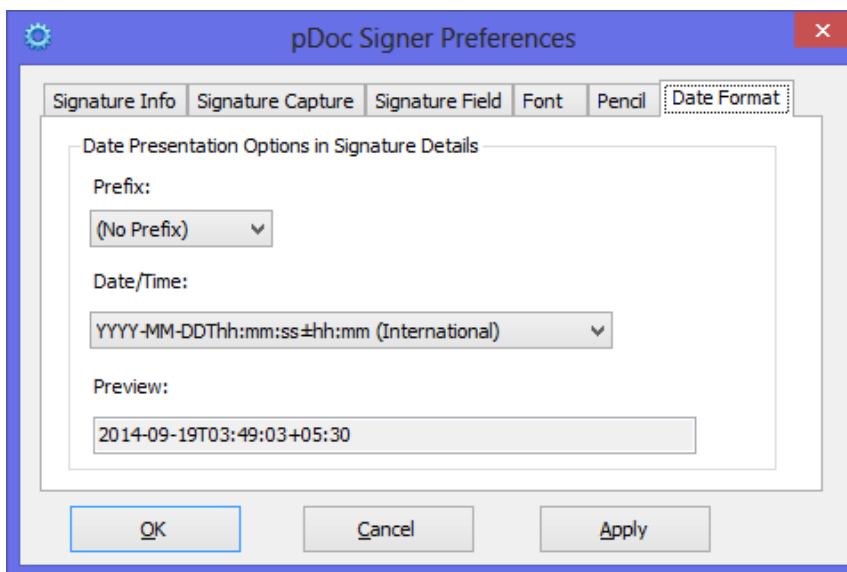 pDoc Signer Preferences
Signature Info Signature Capture Signature Field Font Pencil Date Format
Date Presentation Options in Signature Details
Prefix:
(No Prefix)
Date/Time:
YYYY-MM-DDThh:mm:ss±hh:mm (International)
Preview:
2014-09-19T03:49:03+05:30
OK Cancel Apply